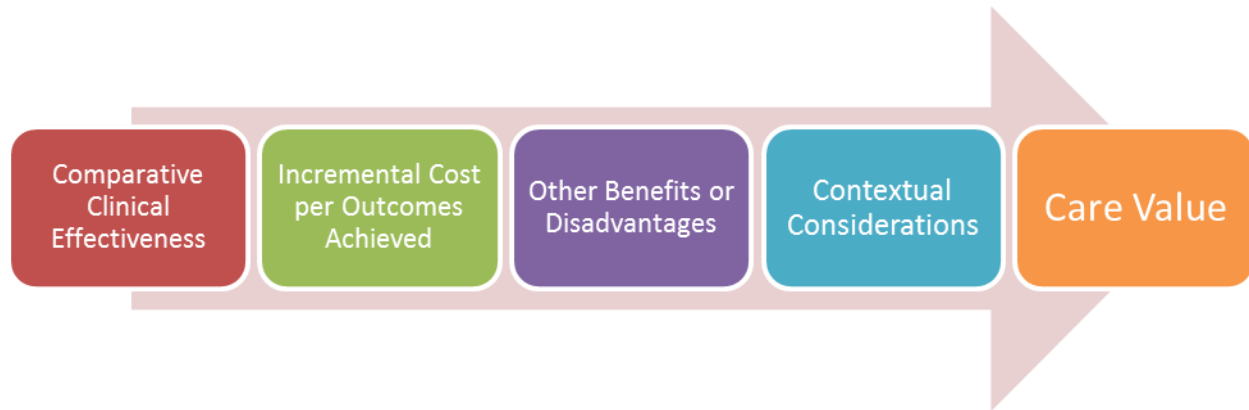 Comparative
Clinical
Effectiveness
Incremental Cost
per Outcomes
Achieved
Other Benefits or
Disadvantages
Contextual
Considerations
Care Value